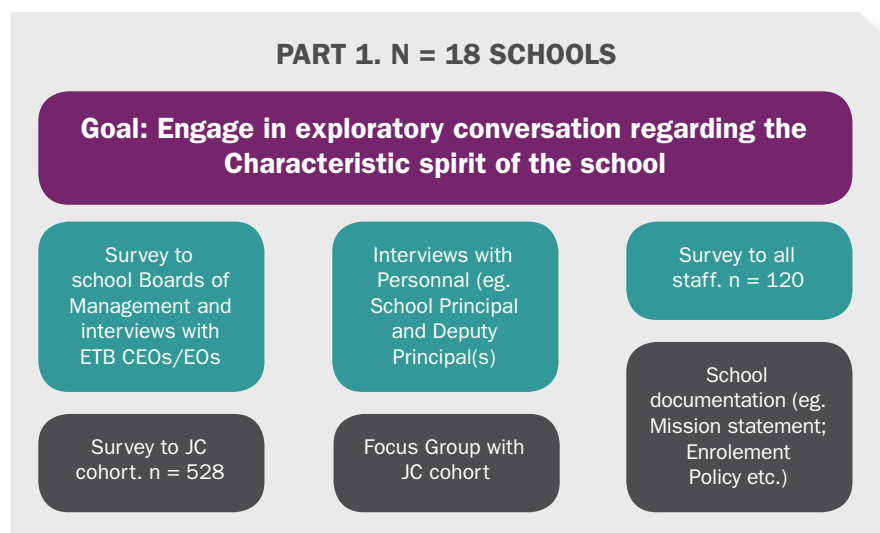 PART 1. N = 18 SCHOOLS
Goal: Engage in exploratory conversation regarding the
Characteristic spirit of the school
Survey to
school Boards of
Management and
interviews with
ETB CEOs/EOs
Interviews with
Personnal (eg.
School Principal
and Deputy
Principal(s)
Survey to all
staff. n = 120
Survey to JC
cohort. n = 528
Focus Group with
JC cohort
School
documentation (eg.
Mission statement;
Enrolement
Policy etc.)